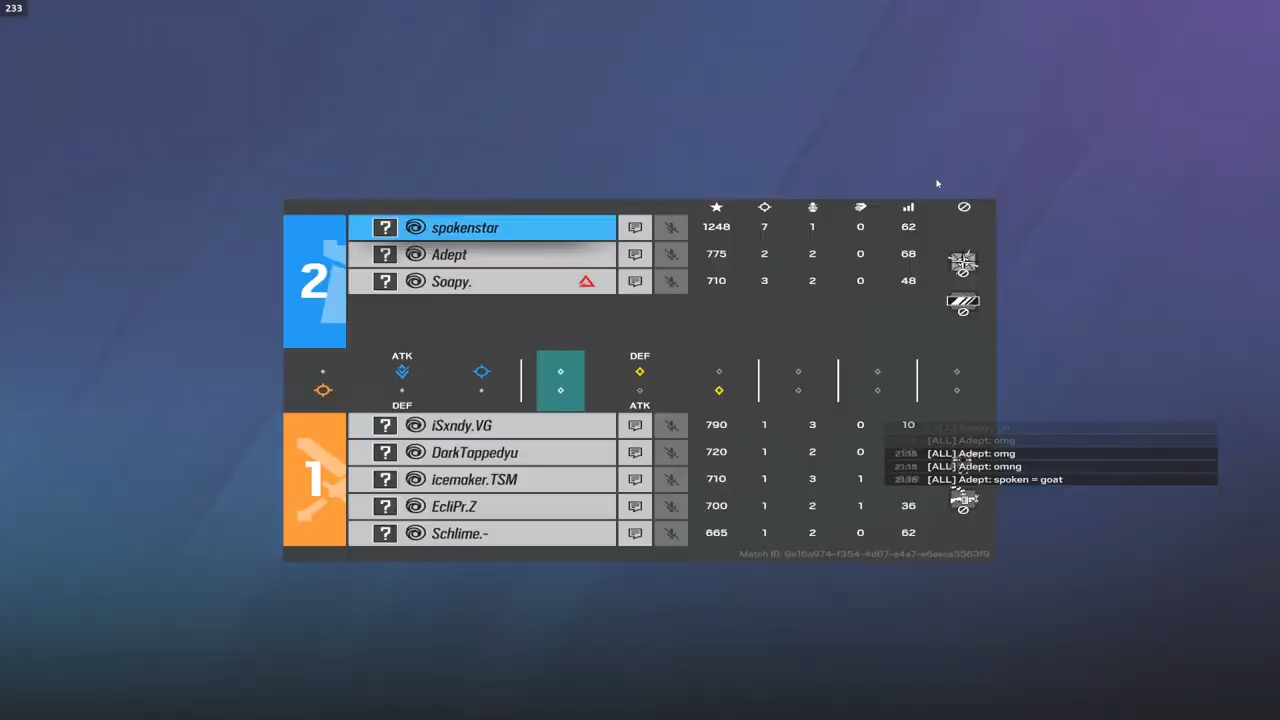 233
2
? spokenstar 1248 7 1 0 62
? Adept 775 2 2 0 68
? Soapy. 710 3 2 0 48
ATK DEF
DEF ATK
1
? iSxndy.VG 790 1 3 0 10
? DarkTappedyu 720 1 2 0
? icemaker.TSM 710 1 3 1
? EcliPr.Z 700 1 2 1 36
? Schlime.- 665 1 2 0 62
[ALL] Adept: omg
21:15 [ALL] Adept: omg
21:15 [ALL] Adept: omng
[ALL] Adept: spoken = goat
Match ID: